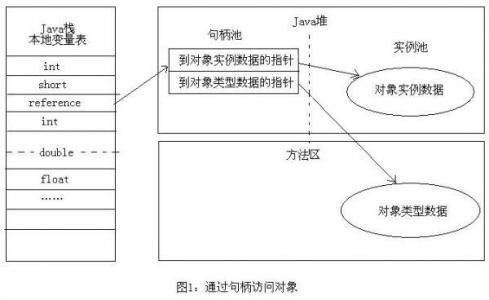 Java栈
本地变量表
int
short
reference
int
double
float
……
Java堆
句柄池
到对象实例数据的指针
到对象类型数据的指针
实例池
对象实例数据
方法区
对象类型数据
图1：通过句柄访问对象